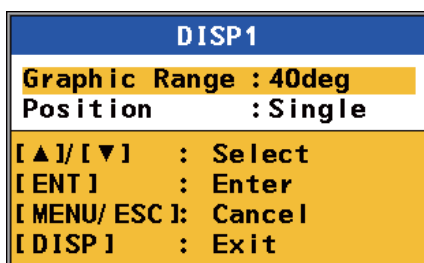 DISP1
Graphic Range :40deg
Position :Single
[▲]/[▼] : Select
[ENT] : Enter
[MENU/ESC]: Cancel
[DISP] : Exit